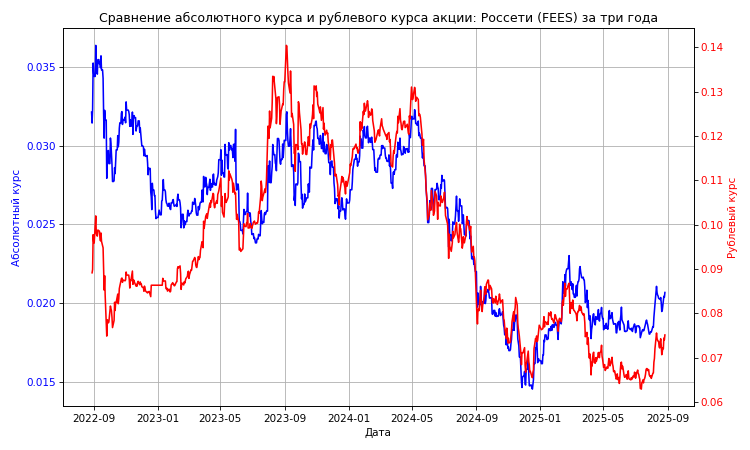 Сравнение абсолютного курса и рублевого курса акции: Россети (FEES) за три года
0.035
0.030
0.025
0.020
0.015
Абсолютный курс
0.14
0.13
0.12
0.11
0.10
0.09
0.08
0.07
0.06
Рублевый курс
2022-09 2023-01 2023-05 2023-09 2024-01 2024-05 2024-09 2025-01 2025-05 2025-09
Дата